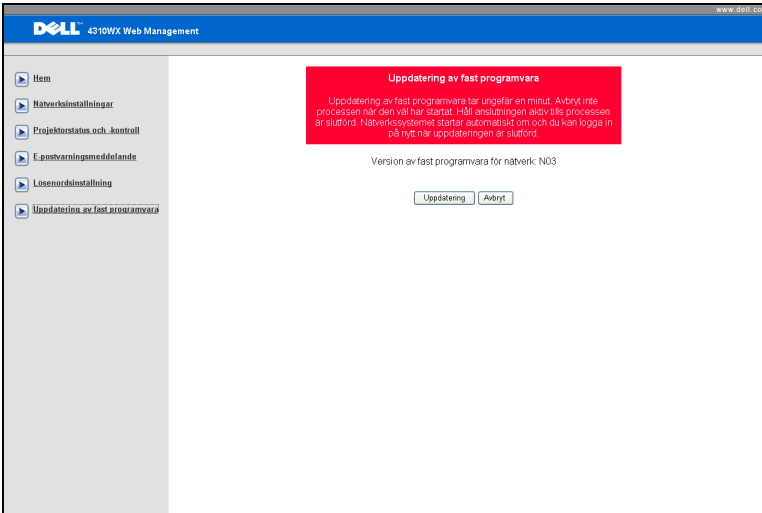 www.dell.co
DELL™ 4310WX Web Management
Hem
Nätverksinställningar
Projektorstatus och -kontroll
E-postvarningsmeddelande
Lösenordsinställning
Uppdatering av fast programvara
Uppdatering av fast programvara
Uppdatering av fast programvara tar ungefär en minut. Avbryt inte
processen när den väl har startat. Håll anslutningen aktiv tills processen
är slutförd. Nätverkssystemet startar automatiskt om och du kan logga in
på nytt när uppdateringen är slutförd.
Version av fast programvara för nätverk: N03
Uppdatering Avbryt